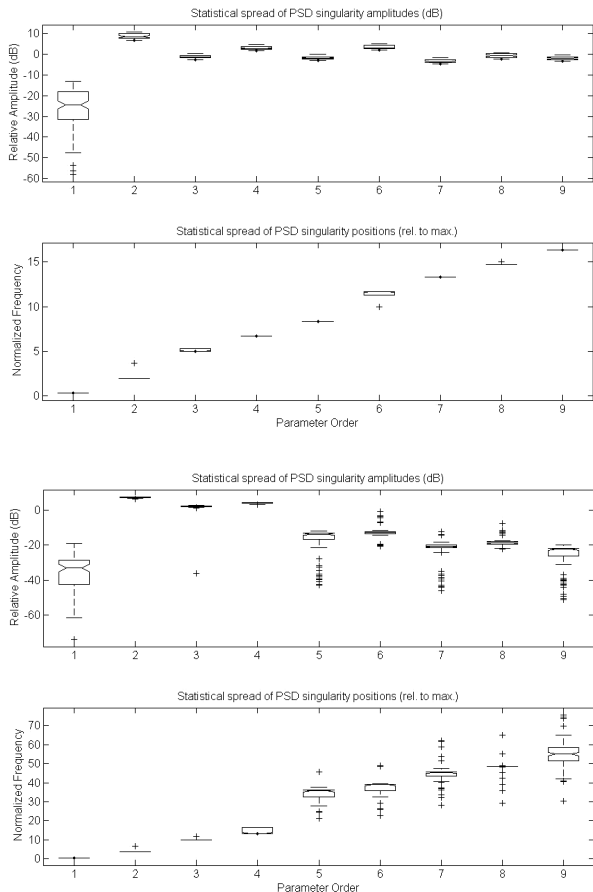 Statistical spread of PSD singularity amplitudes (dB)
Relative Amplitude (dB)
10
0
-10
-20
-30
-40
-50
-60
1 2 3 4 5 6 7 8 9
Statistical spread of PSD singularity positions (rel. to max.)
Normalized Frequency
15
10
5
0
1 2 3 4 5 6 7 8 9
Parameter Order
Statistical spread of PSD singularity amplitudes (dB)
Relative Amplitude (dB)
0
-20
-40
-60
1 2 3 4 5 6 7 8 9
Statistical spread of PSD singularity positions (rel. to max.)
Normalized Frequency
70
60
50
40
30
20
10
0
1 2 3 4 5 6 7 8 9
Parameter Order